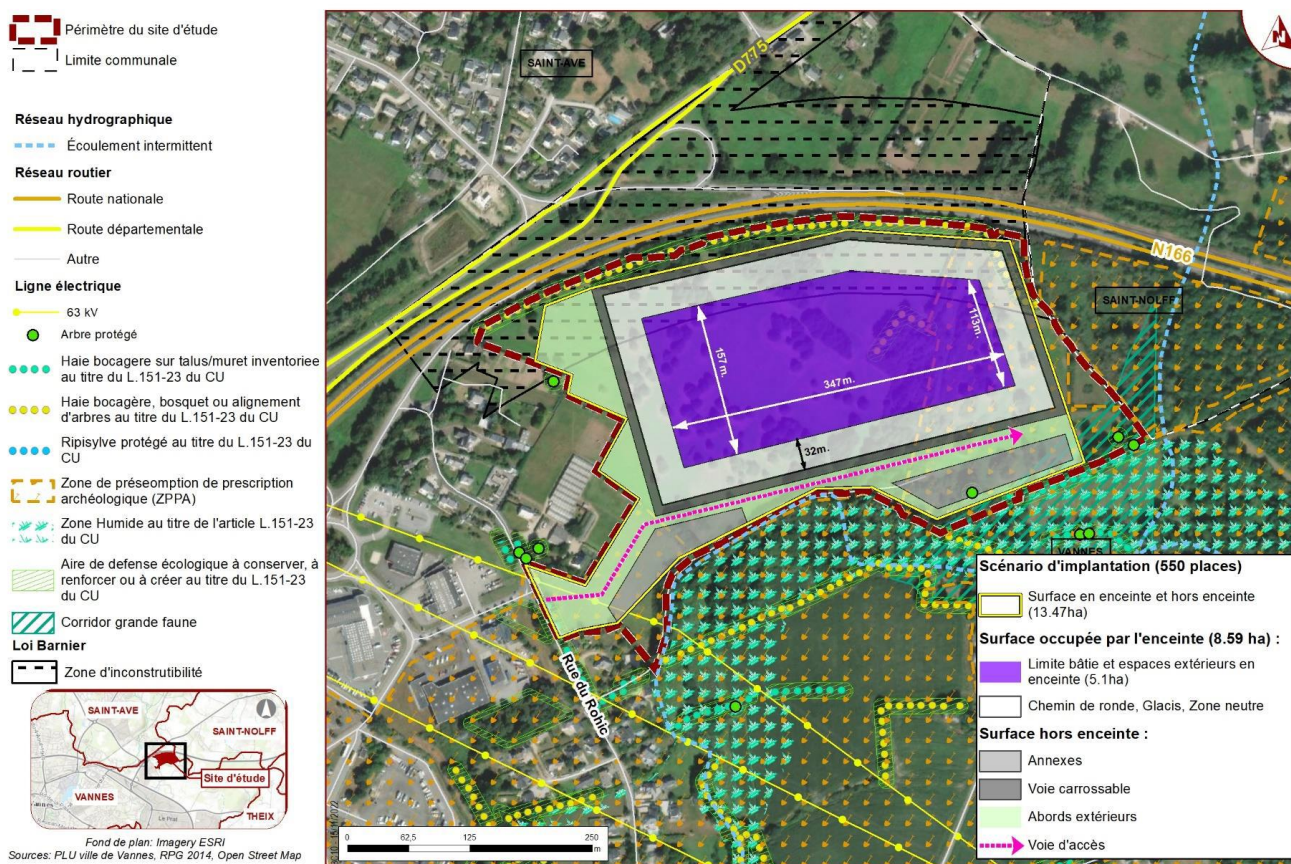 Périmètre du site d'étude
Limite communale
Réseau hydrographique
Écoulement intermittent
Réseau routier
Route nationale
Route départementale
Autre
Ligne électrique
63 kV
Arbre protégé
Haie bocagere sur talus/muret inventoriee
au titre du L.151-23 du CU
Haie bocagère, bosquet ou alignement
d'arbres au titre du L.151-23 du CU
Ripisylve protégé au titre du L.151-23 du
CU
Zone de préseomption de prescription
archéologique (ZPPA)
Zone Humide au titre de l'article L.151-23
du CU
Aire de defense écologique à conserver, à
renforcer ou à créer au titre du L.151-23
du CU
Corridor grande faune
Loi Barnier
Zone d'inconstrutibilité
SAINT-AVE
SAINT-NOLFF
Site d'étude
VANNES
Le Prat
THEIX
Fond de plan: Imagery ESRI
Sources: PLU ville de Vannes, RPG 2014, Open Street Map
N
SAINT-AVE
D775
N166
SAINT-NOLFF
157m.
347m.
113m.
32m.
VANNES
Rue du Rohic
0 62,5 125 250
m
Scénario d'implantation (550 places)
Surface en enceinte et hors enceinte
(13.47ha)
Surface occupée par l'enceinte (8.59 ha) :
Limite bâtie et espaces extérieurs en
enceinte (5.1ha)
Chemin de ronde, Glacis, Zone neutre
Surface hors enceinte :
Annexes
Voie carrossable
Abords extérieurs
Voie d'accès